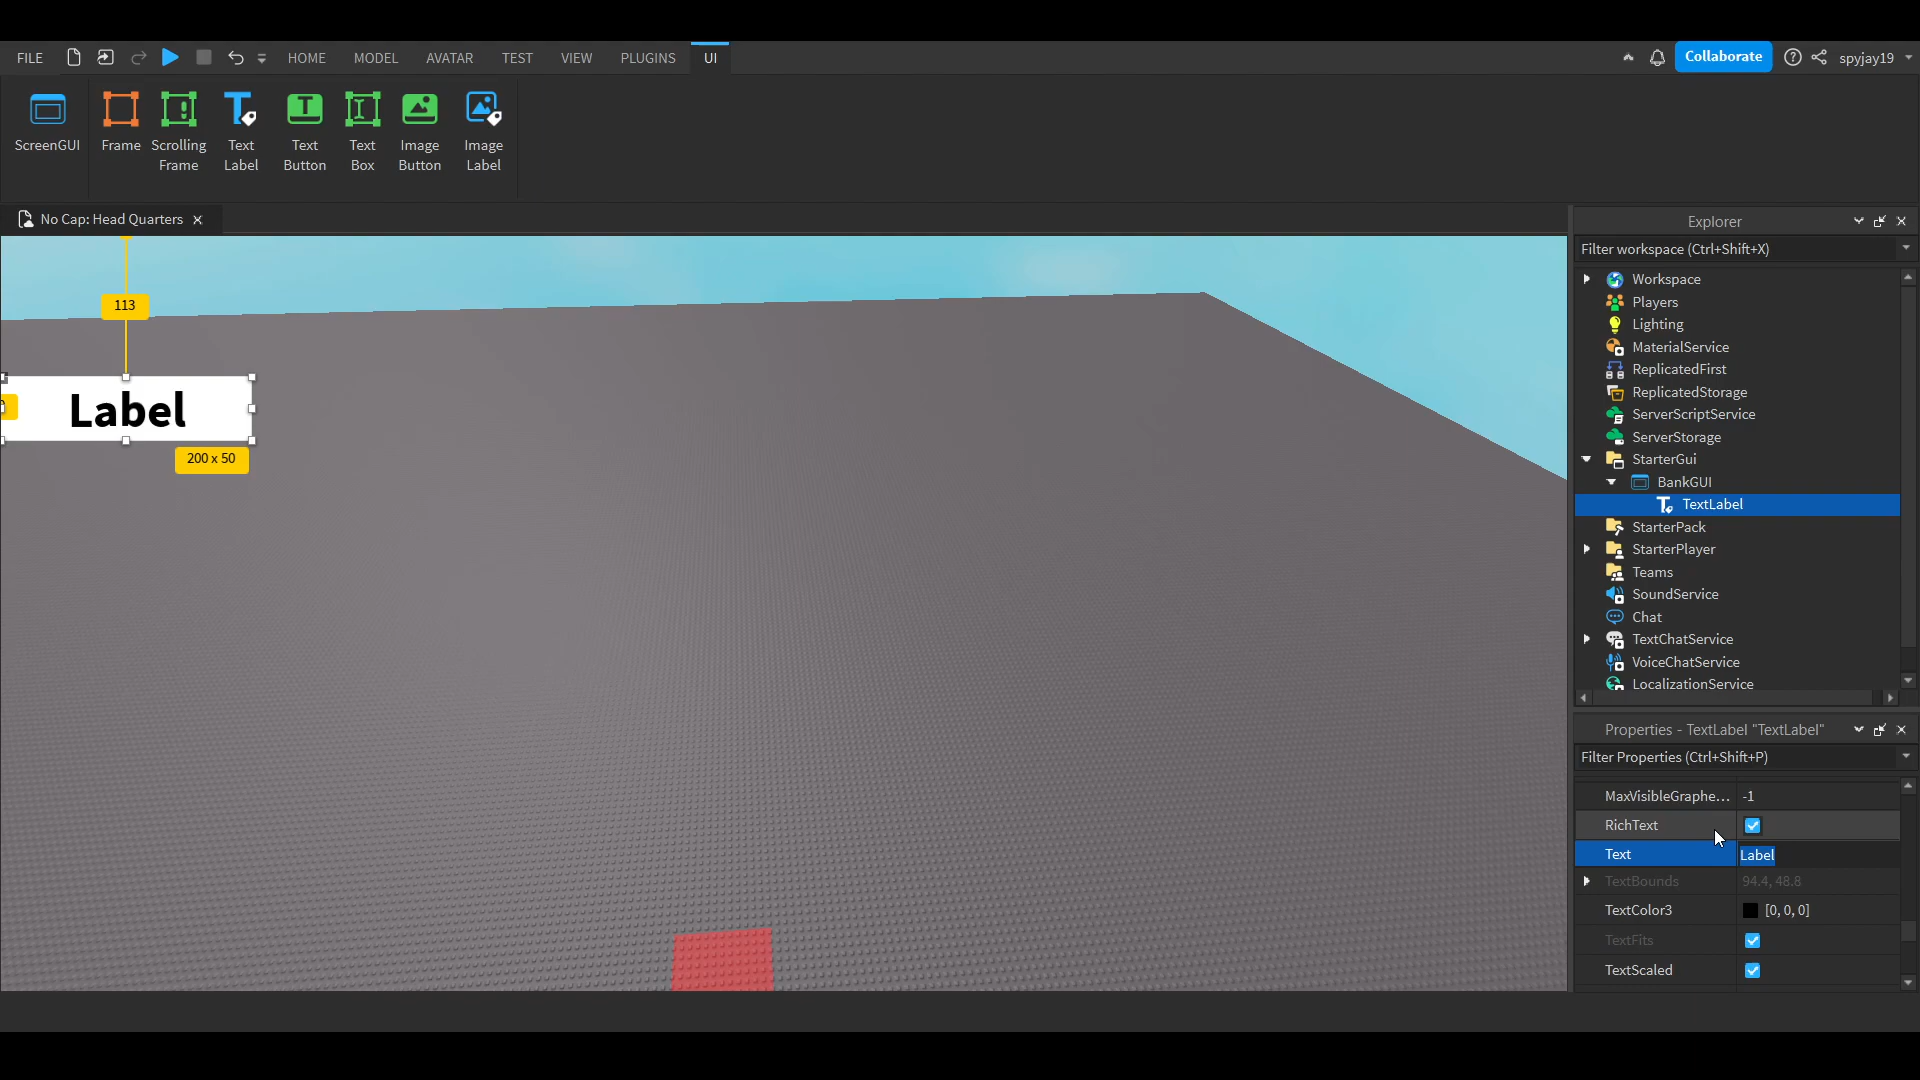 FILE
HOME
MODEL
AVATAR
TEST
VIEW
PLUGINS
UI
Collaborate
spyjay19
ScreenGUI
Frame
Scrolling
Frame
Text
Label
Text
Button
Text
Box
Image
Button
Image
Label
No Cap: Head Quarters
113
Label
200 x 50
Explorer
Filter workspace (Ctrl+Shift+X)
Workspace
Players
Lighting
MaterialService
ReplicatedFirst
ReplicatedStorage
ServerScriptService
ServerStorage
StarterGui
BankGUI
TextLabel
StarterPack
StarterPlayer
Teams
SoundService
Chat
TextChatService
VoiceChatService
LocalizationService
Properties - TextLabel "TextLabel"
Filter Properties (Ctrl+Shift+P)
MaxVisibleGraphe... -1
RichText
Text Label
TextBounds 94.4, 48.8
TextColor3 [0, 0, 0]
TextFits
TextScaled